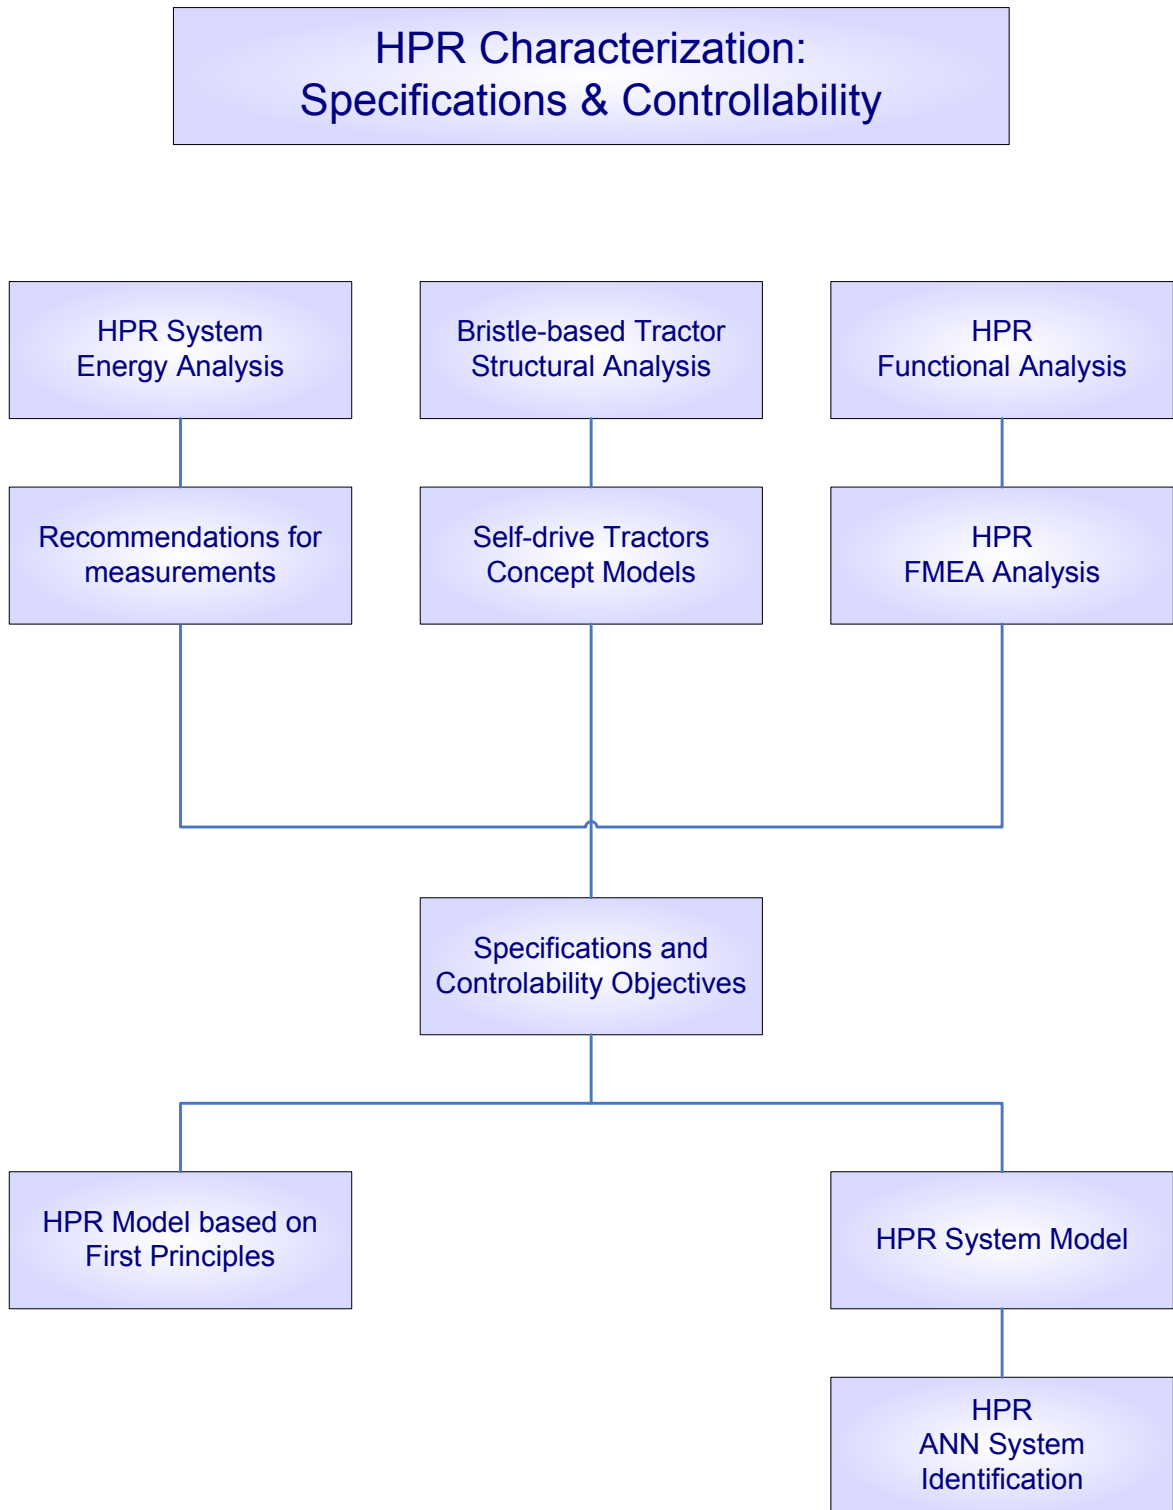 HPR Characterization:
Specifications & Controllability
HPR System
Energy Analysis
Bristle-based Tractor
Structural Analysis
HPR
Functional Analysis
Recommendations for
measurements
Self-drive Tractors
Concept Models
HPR
FMEA Analysis
Specifications and
Controlability Objectives
HPR Model based on
First Principles
HPR System Model
HPR
ANN System
Identification